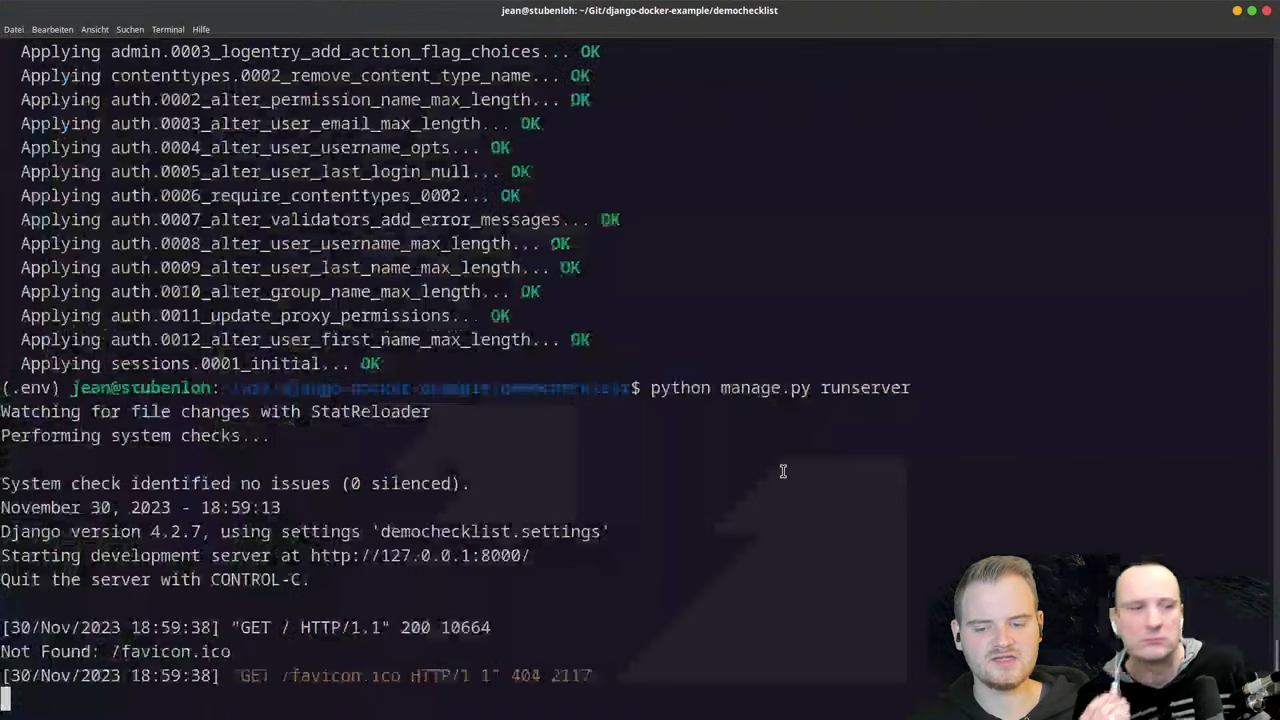 jean@stubenloh: ~/Git/django-docker-example/demochecklist
Datei Bearbeiten Ansicht Suchen Terminal Hilfe
Applying admin.0003_logentry_add_action_flag_choices... OK
Applying contenttypes.0002_remove_content_type_name... OK
Applying auth.0002_alter_permission_name_max_length... OK
Applying auth.0003_alter_user_email_max_length... OK
Applying auth.0004_alter_user_username_opts... OK
Applying auth.0005_alter_user_last_login_null... OK
Applying auth.0006_require_contenttypes_0002... OK
Applying auth.0007_alter_validators_add_error_messages... OK
Applying auth.0008_alter_user_username_max_length... OK
Applying auth.0009_alter_user_last_name_max_length... OK
Applying auth.0010_alter_group_name_max_length... OK
Applying auth.0011_update_proxy_permissions... OK
Applying auth.0012_alter_user_first_name_max_length... OK
Applying sessions.0001_initial... OK
(.env) jean@stubenloh:~/Git/django-docker-example/demochecklist$ python manage.py runserver
Watching for file changes with StatReloader
Performing system checks...
System check identified no issues (0 silenced).
November 30, 2023 - 18:59:13
Django version 4.2.7, using settings 'demochecklist.settings'
Starting development server at http://127.0.0.1:8000/
Quit the server with CONTROL-C.
[30/Nov/2023 18:59:38] "GET / HTTP/1.1" 200 10664
Not Found: /favicon.ico
[30/Nov/2023 18:59:38] "GET /favicon.ico HTTP/1.1" 404 2117